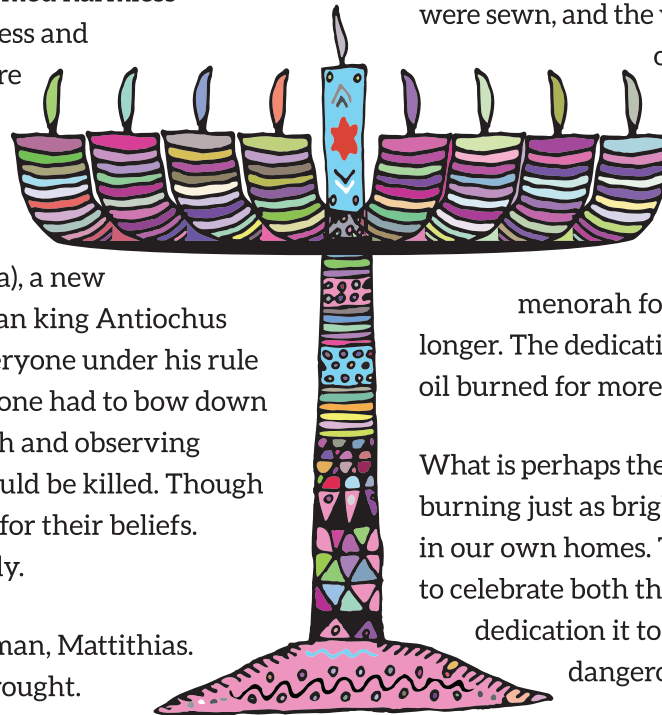 ess and
re
a), a new
an king Antiochus
eryone under his rule
one had to bow down
h and observing
uld be killed. Though
for their beliefs.
ly.
man, Mattithias.
rought.
were sewn, and the
menorah fo
longer. The dedicati
oil burned for more
What is perhaps the
burning just as brig
in our own homes.
to celebrate both th
dedication it to
dangero